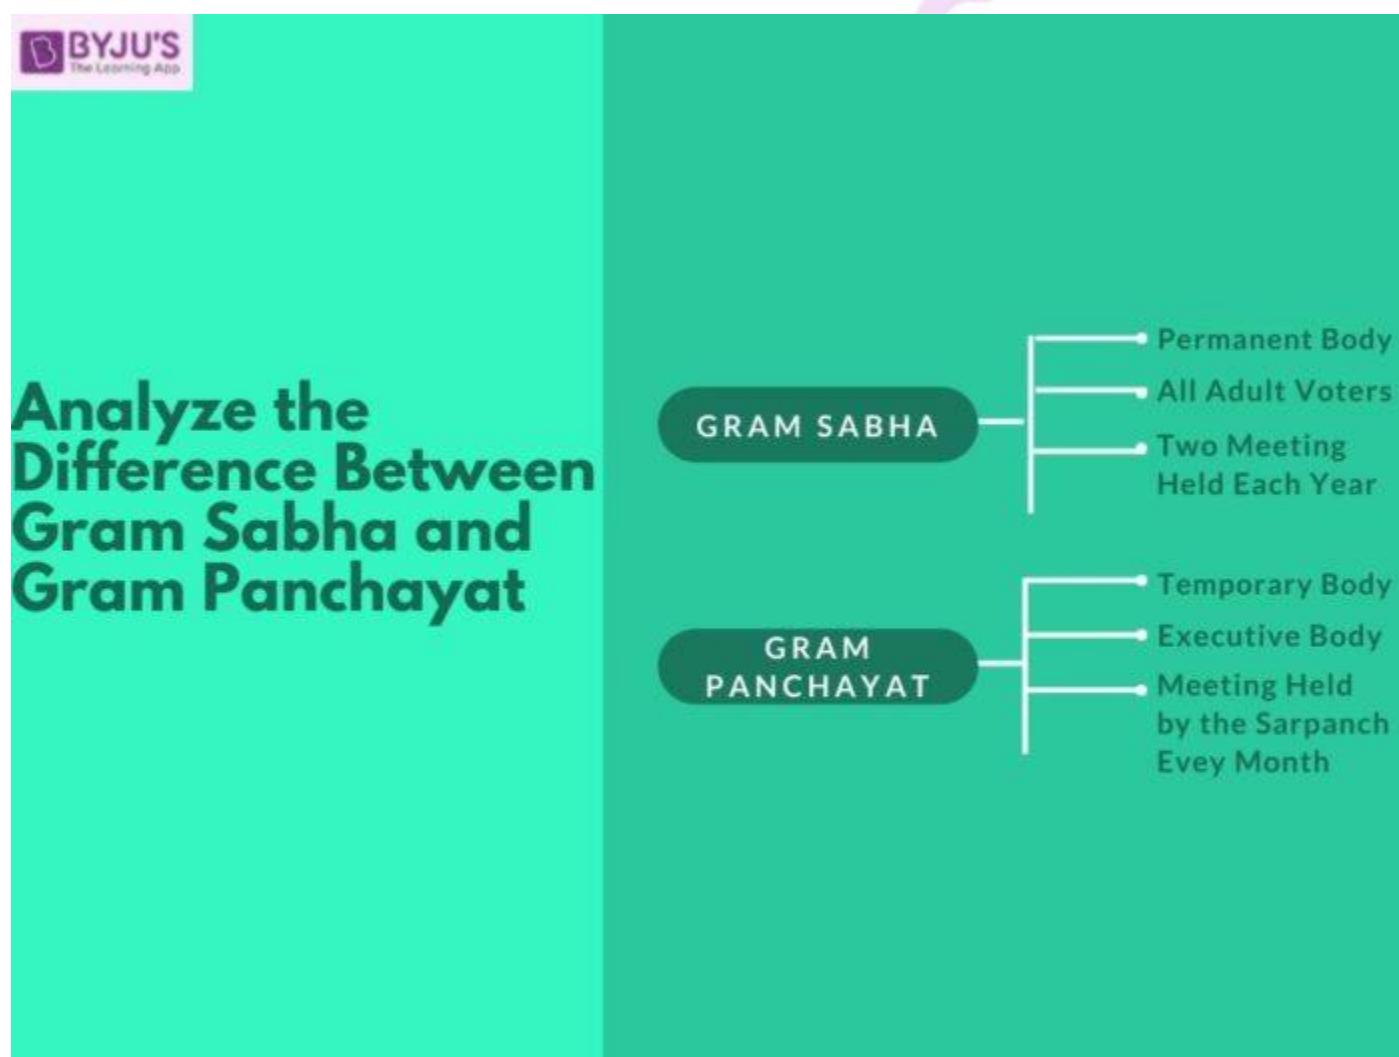 BYJU'S
The Learning App
Analyze the
Difference Between
Gram Sabha and
Gram Panchayat
GRAM SABHA
Permanent Body
All Adult Voters
Two Meeting
Held Each Year
GRAM
PANCHAYAT
Temporary Body
Executive Body
Meeting Held
by the Sarpanch
Evey Month